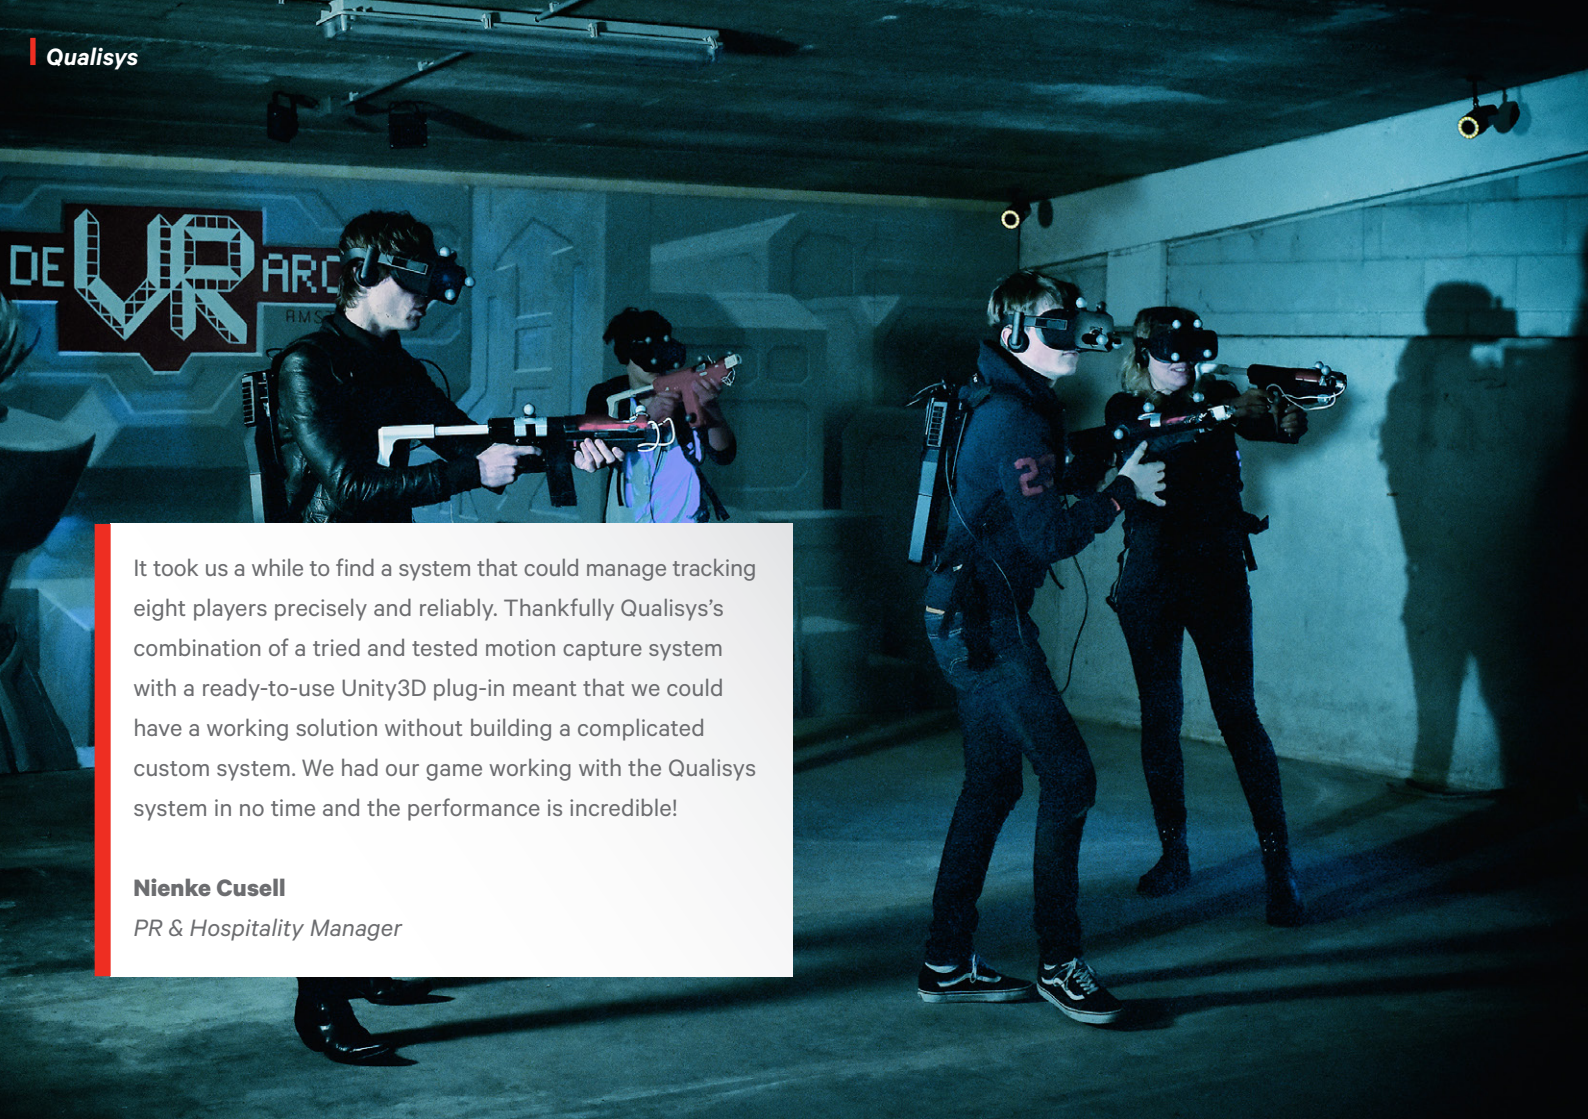 Qualisys
DE VR ARC
AMST
It took us a while to find a system that could manage tracking
eight players precisely and reliably. Thankfully Qualisys’s
combination of a tried and tested motion capture system
with a ready-to-use Unity3D plug-in meant that we could
have a working solution without building a complicated
custom system. We had our game working with the Qualisys
system in no time and the performance is incredible!
Nienke Cusell
PR & Hospitality Manager